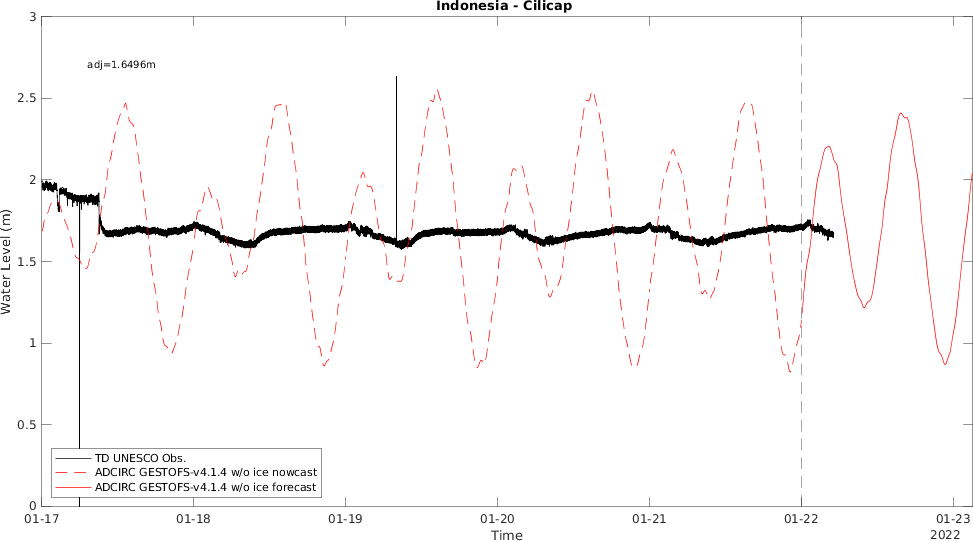 Indonesia - Cilicap
adj=1.6496m
3
2.5
2
1.5
1
0.5
0
Water Level (m)
TD UNESCO Obs.
ADCIRC GESTOFS-v4.1.4 w/o ice nowcast
ADCIRC GESTOFS-v4.1.4 w/o ice forecast
01-17 01-18 01-19 01-20 01-21 01-22 01-23
Time
2022